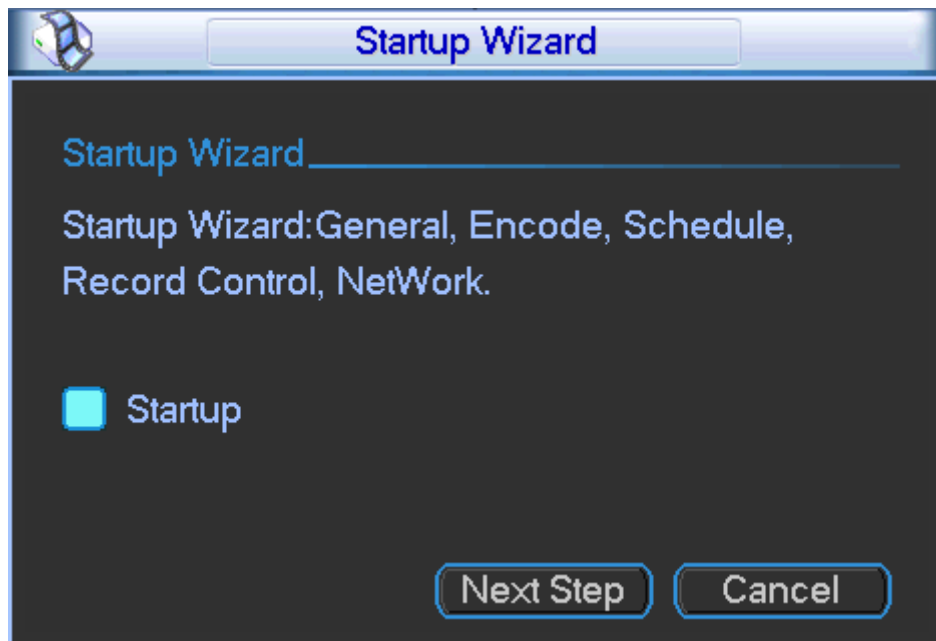 Startup Wizard
Startup Wizard
Startup Wizard:General, Encode, Schedule,
Record Control, NetWork.
Startup
Next Step
Cancel